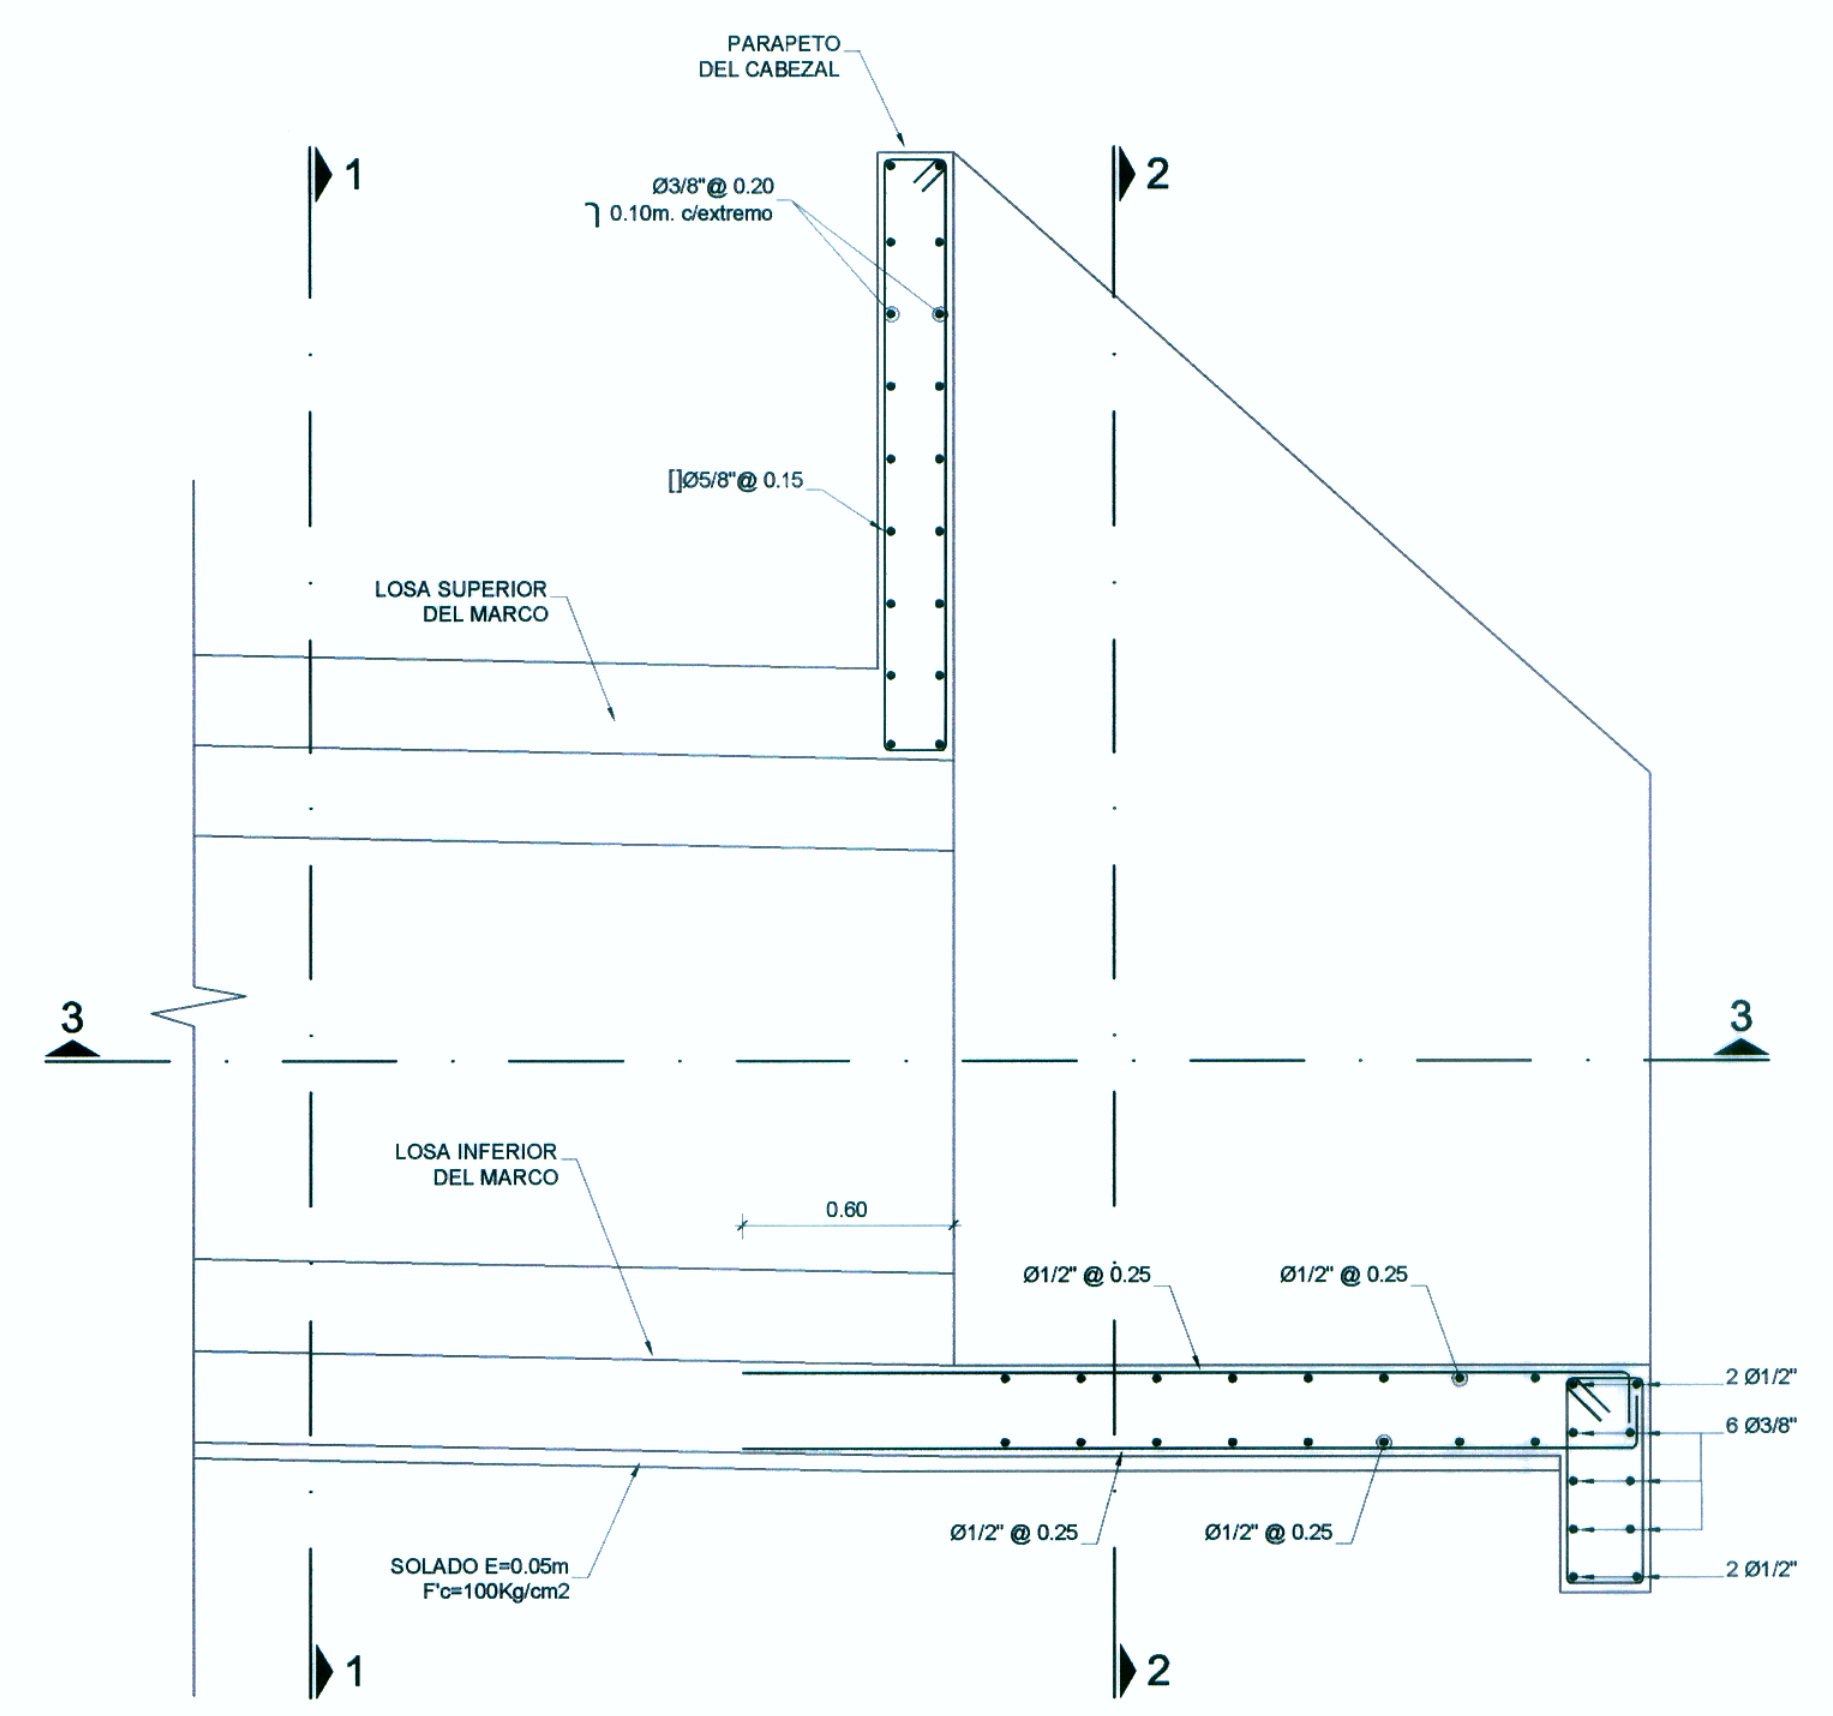 PARAPETO
DEL CABEZAL
1
2
Ø3/8"@ 0.20
0.10m. c/extremo
[]Ø5/8"@ 0.15
LOSA SUPERIOR
DEL MARCO
3
3
LOSA INFERIOR
DEL MARCO
0.60
Ø1/2" @ 0.25
Ø1/2" @ 0.25
2 Ø1/2"
6 Ø3/8"
Ø1/2" @ 0.25
Ø1/2" @ 0.25
SOLADO E=0.05m
F'c=100Kg/cm2
2 Ø1/2"
1
2